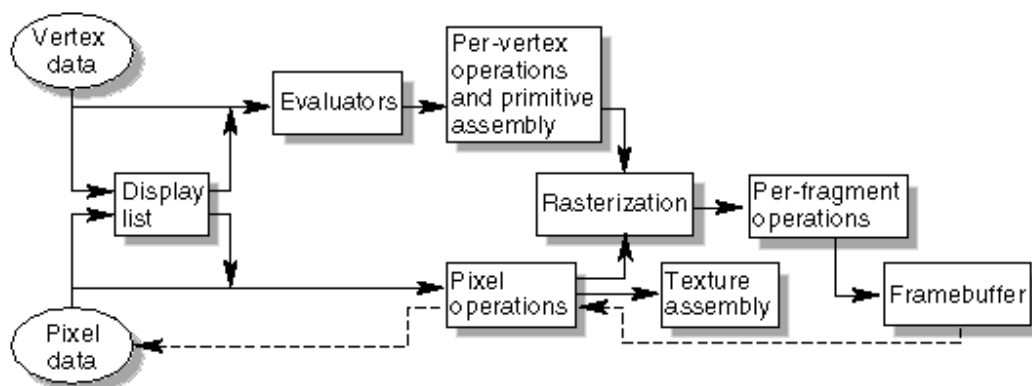 Vertex
data
Evaluators
Per-vertex
operations
and primitive
assembly
Display
list
Rasterization
Per-fragment
operations
Pixel
operations
Texture
assembly
Framebuffer
Pixel
data